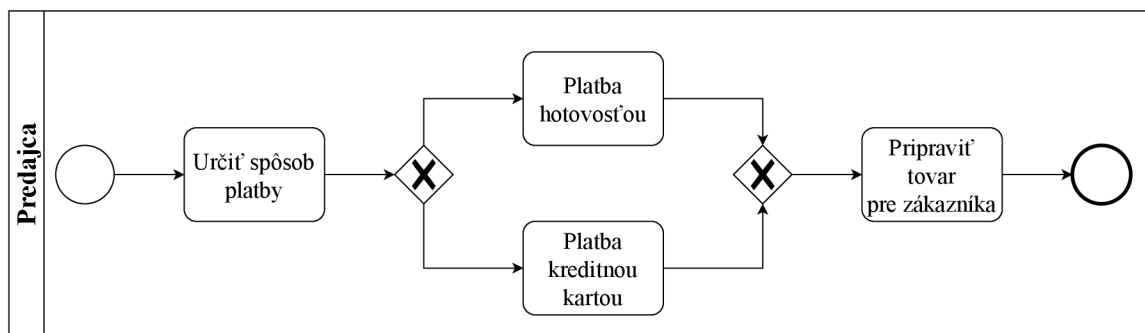 Predajca
Určiť spôsob
platby
Platba
hotovosťou
Platba
kreditnou
kartou
Pripraviť
tovar
pre zákazníka